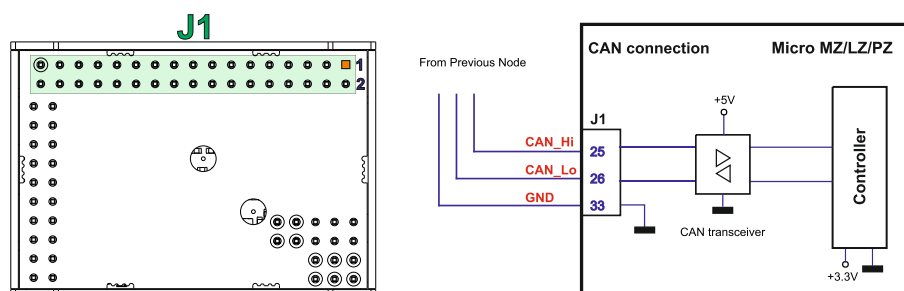 J1
1
2
CAN connection
Micro MZ/LZ/PZ
From Previous Node
+5V
J1
CAN_Hi
25
CAN_Lo
26
GND
33
Controller
CAN transceiver
+3.3V